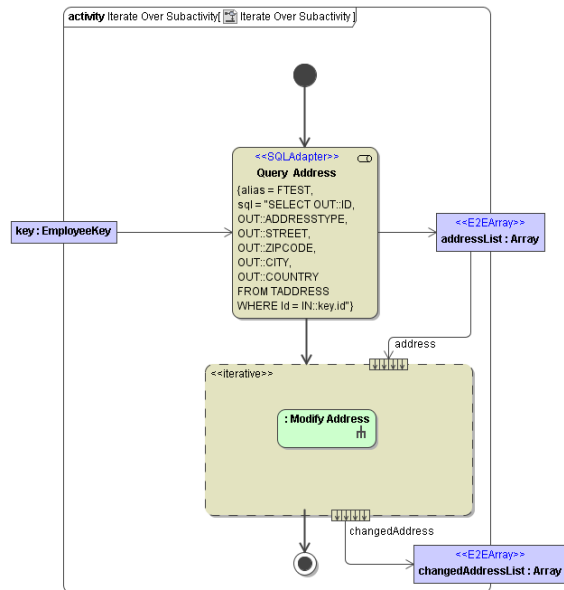 activity Iterate Over Subactivity[ Iterate Over Subactivity ]
<<SQLAdapter>>
Query Address
{alias = FTEST,
sql = "SELECT OUT::ID,
OUT::ADDRESSTYPE,
OUT::STREET,
OUT::ZIPCODE,
OUT::CITY,
OUT::COUNTRY
FROM TADDRESS
WHERE Id = IN::key.id"}
key : EmployeeKey
<<E2EArray>>
addressList : Array
address
<<iterative>>
: Modify Address
changedAddress
<<E2EArray>>
changedAddressList : Array